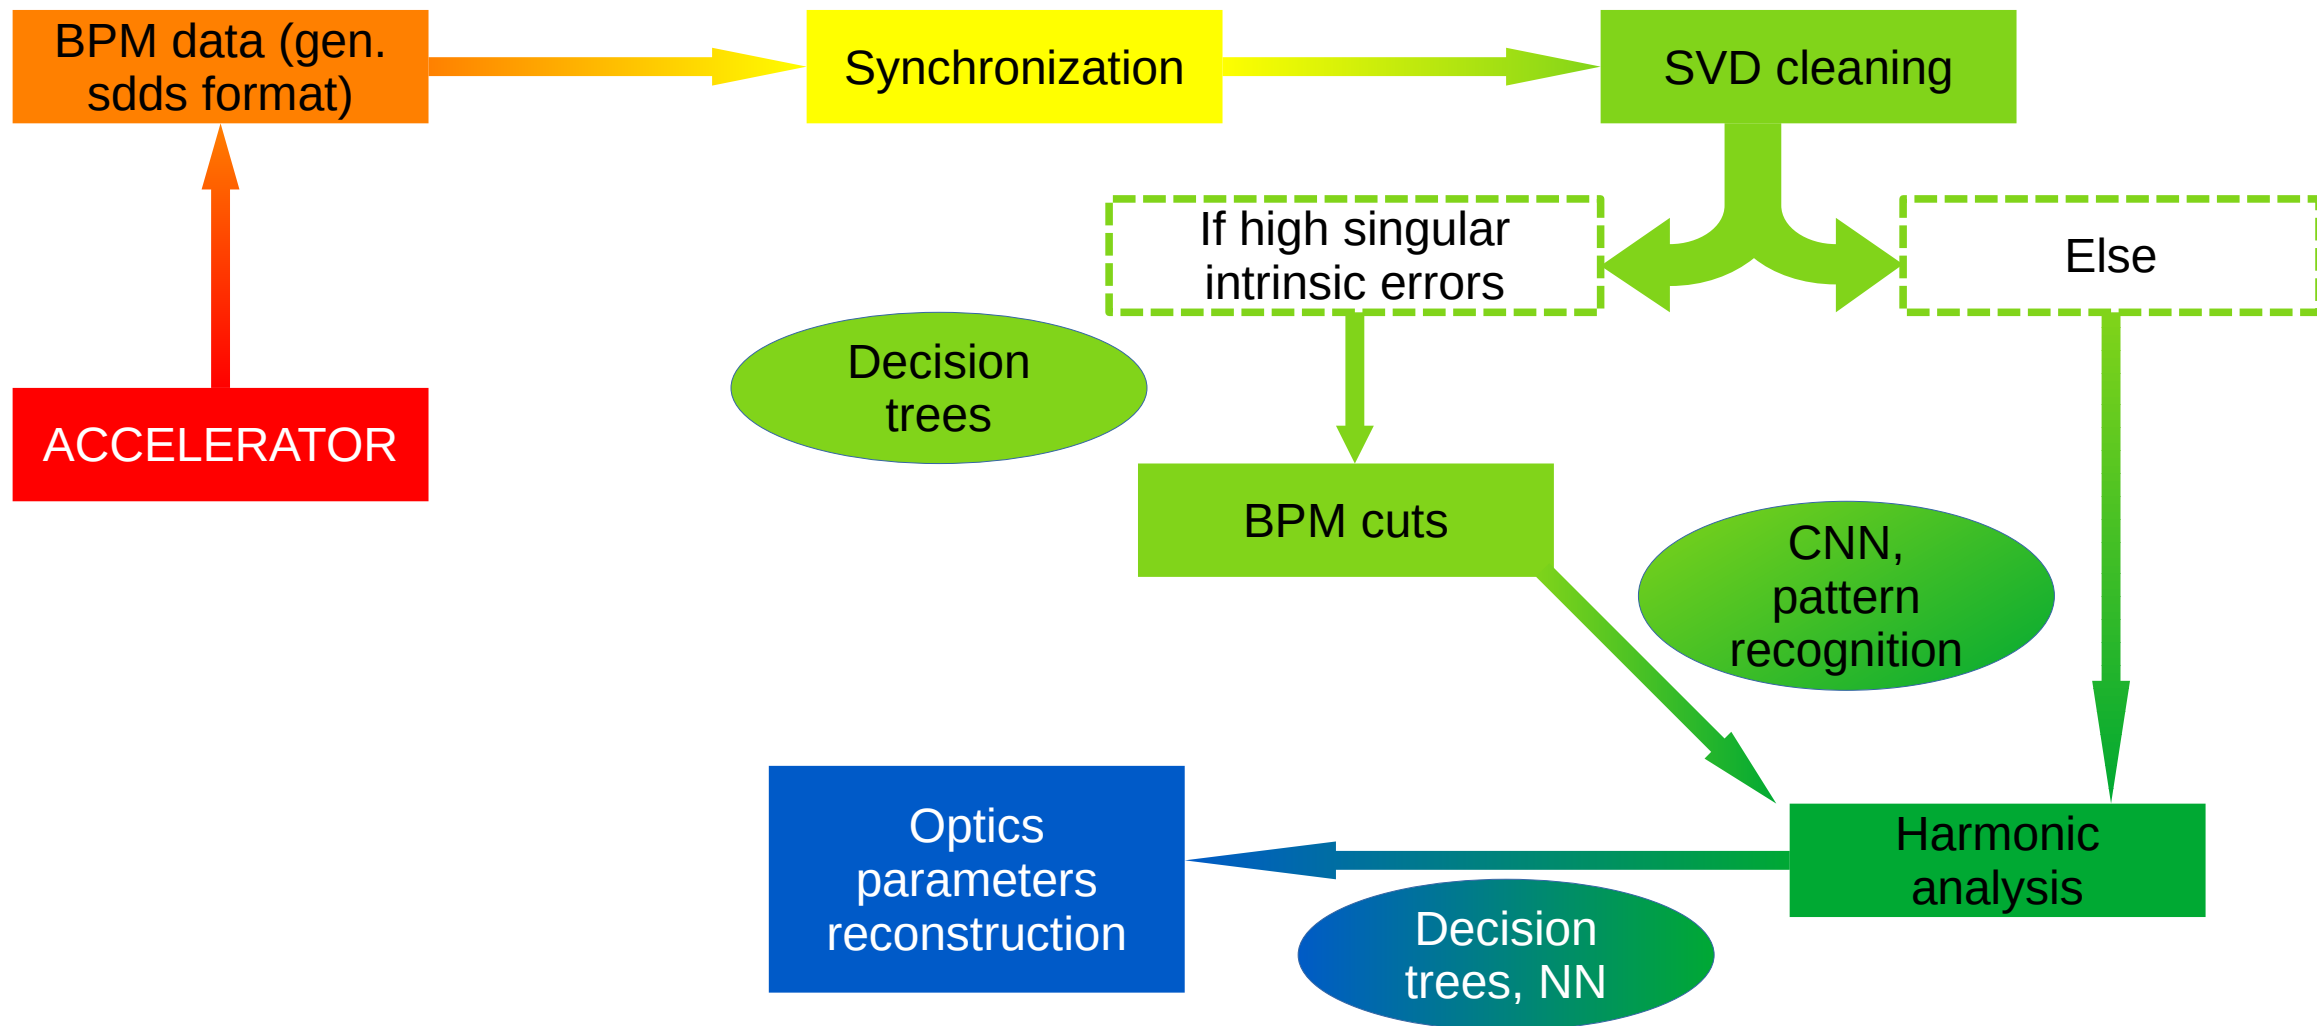 BPM data (gen.
sdds format)
Synchronization
SVD cleaning
If high singular
intrinsic errors
Else
Decision
trees
ACCELERATOR
BPM cuts
CNN,
pattern
recognition
Optics
parameters
reconstruction
Harmonic
analysis
Decision
trees, NN